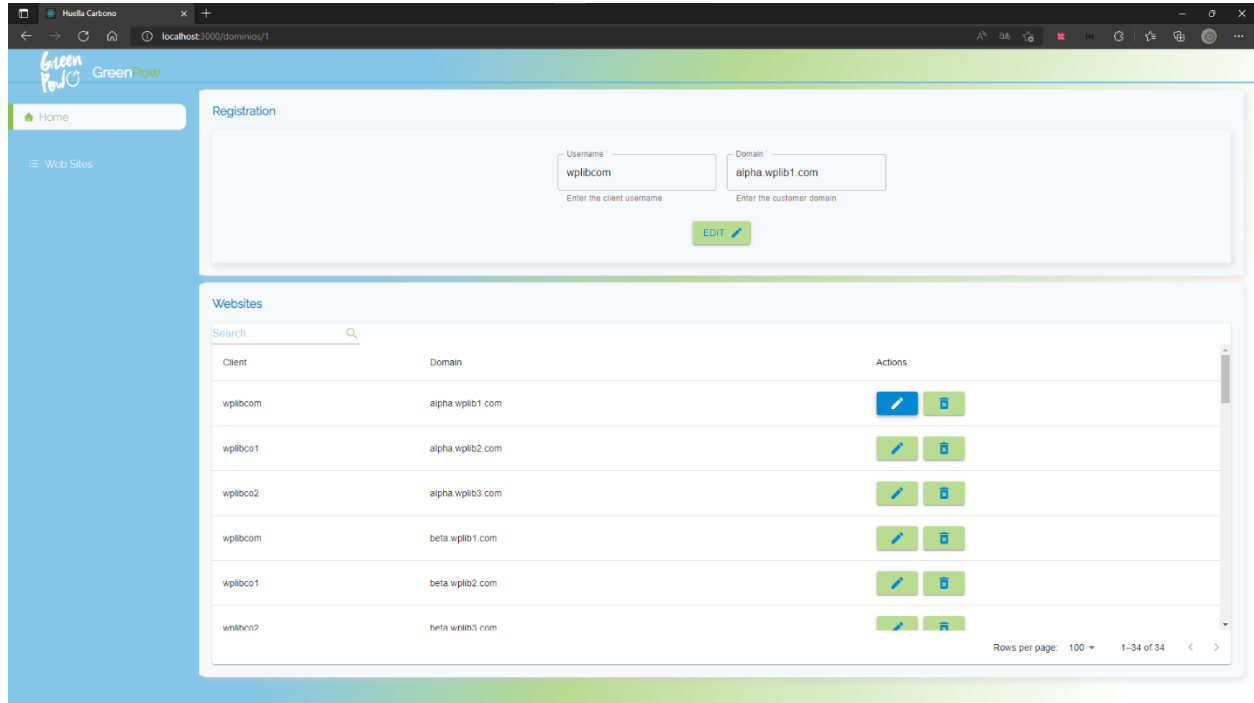 Huella Carbono
localhost:3000/dominios/1
Green Pow GreenPow
Home
Web Sites
Registration
Username *
wplibcom
Enter the client username
Domain *
alpha.wplib1.com
Enter the customer domain
EDIT
Websites
Search...
Client Domain Actions
wplibcom alpha.wplib1.com
wplibco1 alpha.wplib2.com
wplibco2 alpha.wplib3.com
wplibcom beta.wplib1.com
wplibco1 beta.wplib2.com
wplibco2 beta.wplib3.com
Rows per page: 100 1–34 of 34